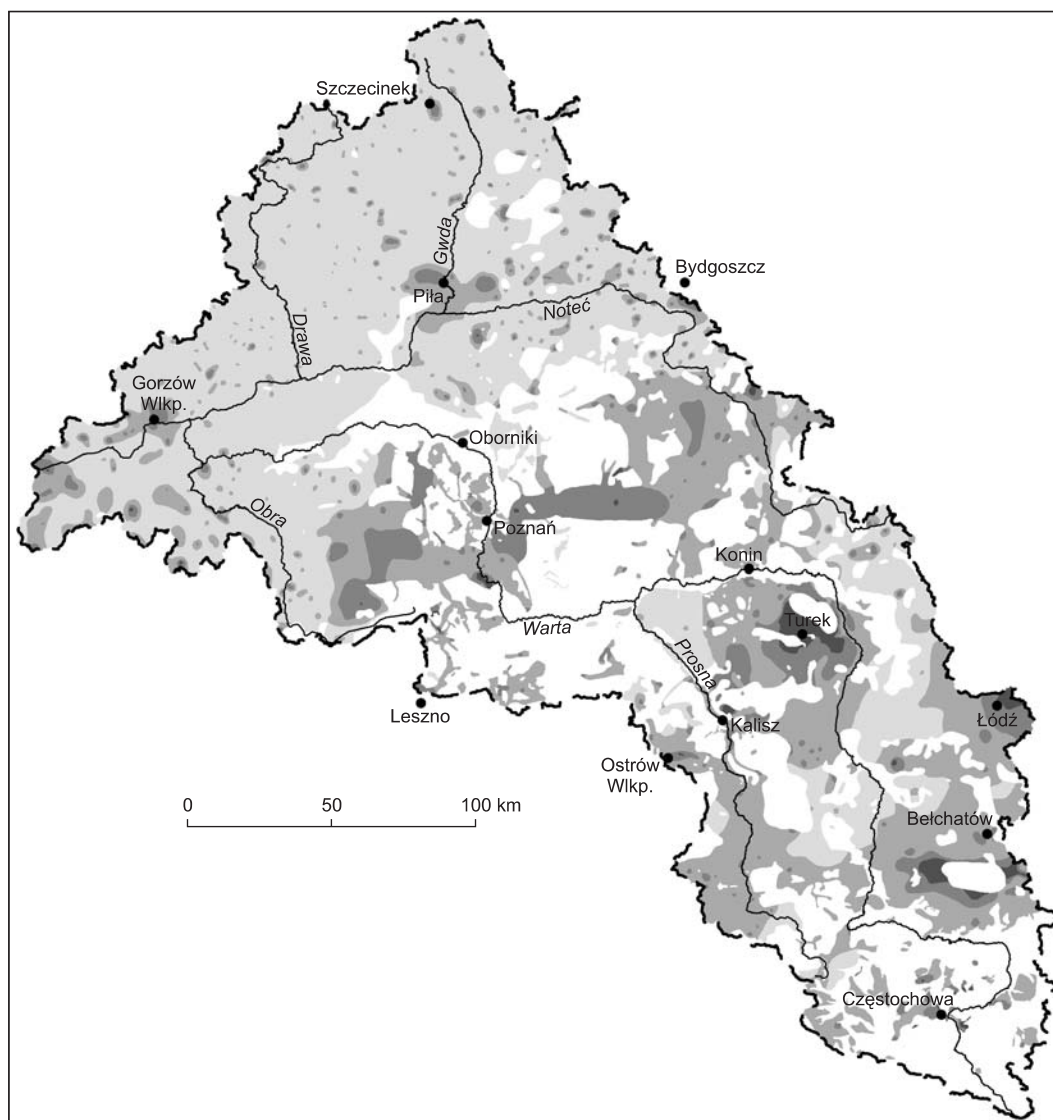 Szczecinek
Gwda
Bydgoszcz
Piła
Noteć
Drawa
Gorzów
Wlkp.
Oborniki
Obra
Poznań
Konin
Warta
Turek
Prosna
Leszno
Kalisz
Łódź
Ostrów
Wlkp.
0 50 100 km
Bełchatów
Częstochowa